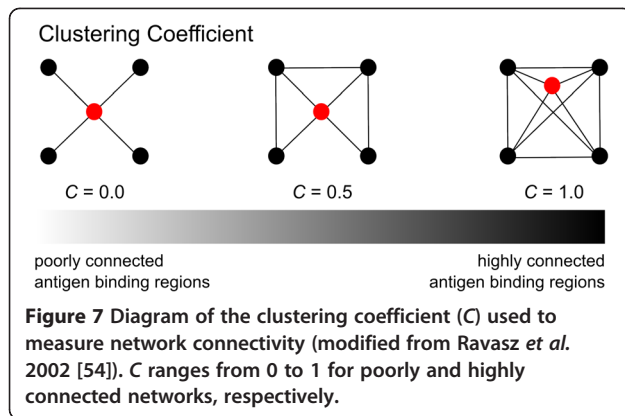 Clustering Coefficient
C = 0.0
C = 0.5
C = 1.0
poorly connected
antigen binding regions
highly connected
antigen binding regions
Figure 7 Diagram of the clustering coefficient (C) used to
measure network connectivity (modified from Ravasz et al.
2002 [54]). C ranges from 0 to 1 for poorly and highly
connected networks, respectively.